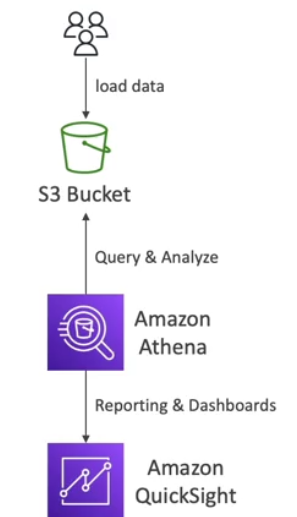 load data
S3 Bucket
Query & Analyze
Amazon
Athena
Reporting & Dashboards
Amazon
QuickSight